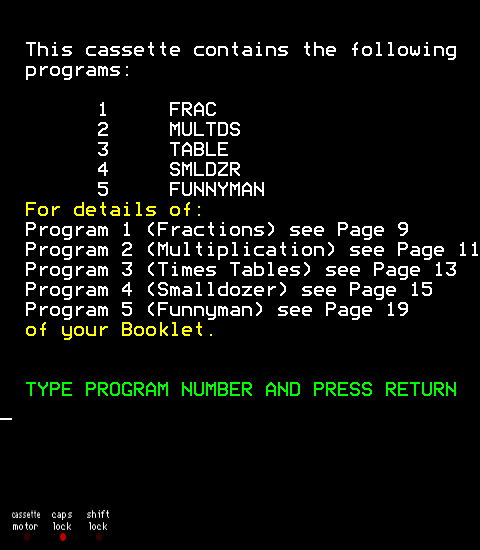 This cassette contains the following
programs:
1 FRAC
2 MULTDS
3 TABLE
4 SMLDZR
5 FUNNYMAN
For details of:
Program 1 (Fractions) see Page 9
Program 2 (Multiplication) see Page 11
Program 3 (Times Tables) see Page 13
Program 4 (Smalldozer) see Page 15
Program 5 (Funnyman) see Page 19
of your Booklet.
TYPE PROGRAM NUMBER AND PRESS RETURN
cassette motor
caps lock
shift lock